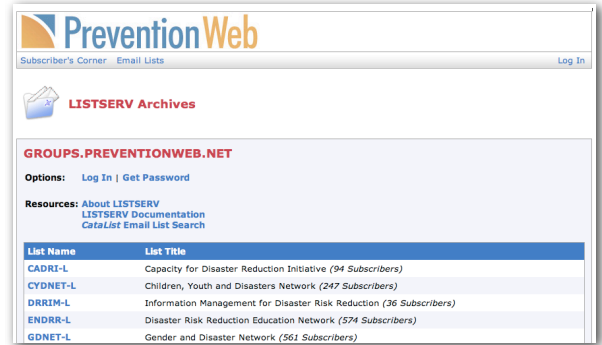 PreventionWeb
Subscriber's Corner Email Lists Log In
LISTSERV Archives
GROUPS.PREVENTIONWEB.NET
Options: Log In | Get Password
Resources: About LISTSERV
LISTSERV Documentation
CataList Email List Search
List Name List Title
CADRI-L Capacity for Disaster Reduction Initiative (94 Subscribers)
CYDNET-L Children, Youth and Disasters Network (247 Subscribers)
DRRIM-L Information Management for Disaster Risk Reduction (36 Subscribers)
ENDRR-L Disaster Risk Reduction Education Network (574 Subscribers)
GDNET-L Gender and Disaster Network (561 Subscribers)